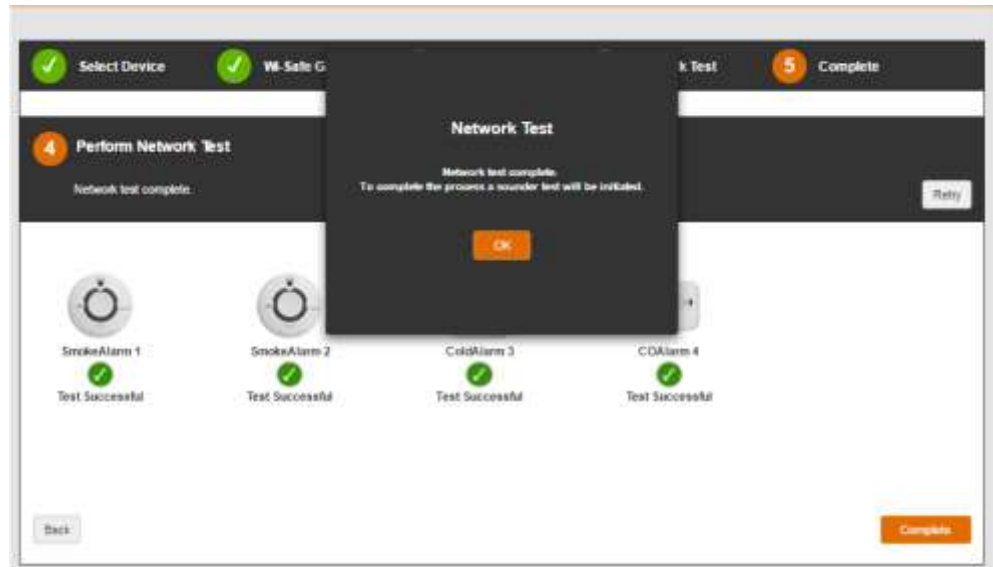 Select Device
Wi-Safe G
k Test
5
Complete
Network Test
Network test complete.
To complete the process a sounder test will be initiated.
OK
4
Perform Network Test
Network test complete.
Retry
SmokeAlarm 1
SmokeAlarm 2
ColdAlarm 3
COAlarm 4
Test Successful
Test Successful
Test Successful
Test Successful
Back
Complete